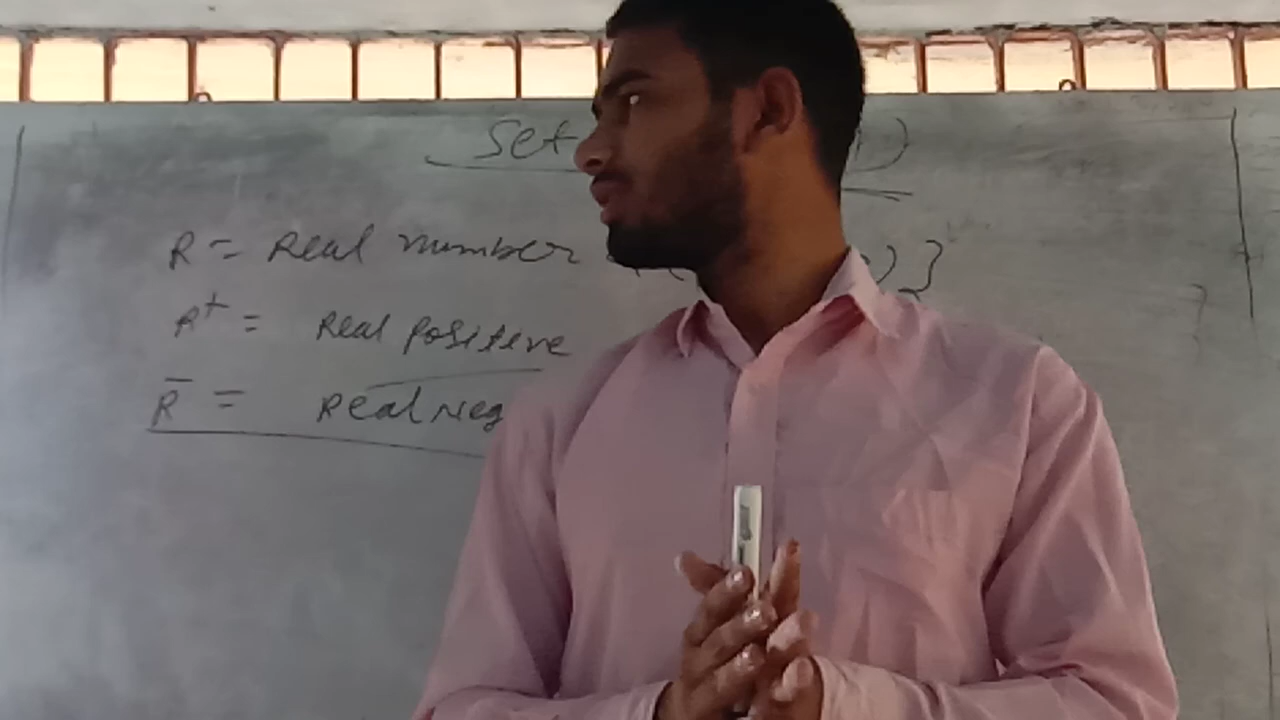 Set
R = Real number
R⁺ = Real positive
R̅ = Real Neg